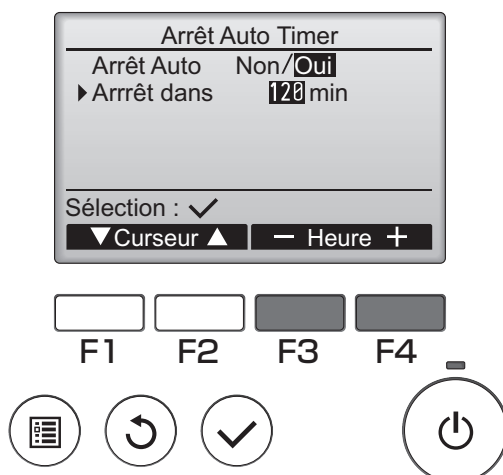 Arrêt Auto Timer
Arrêt Auto Non/Oui
Arrrêt dans 120 min
Sélection :
Curseur − Heure +
F1 F2 F3 F4